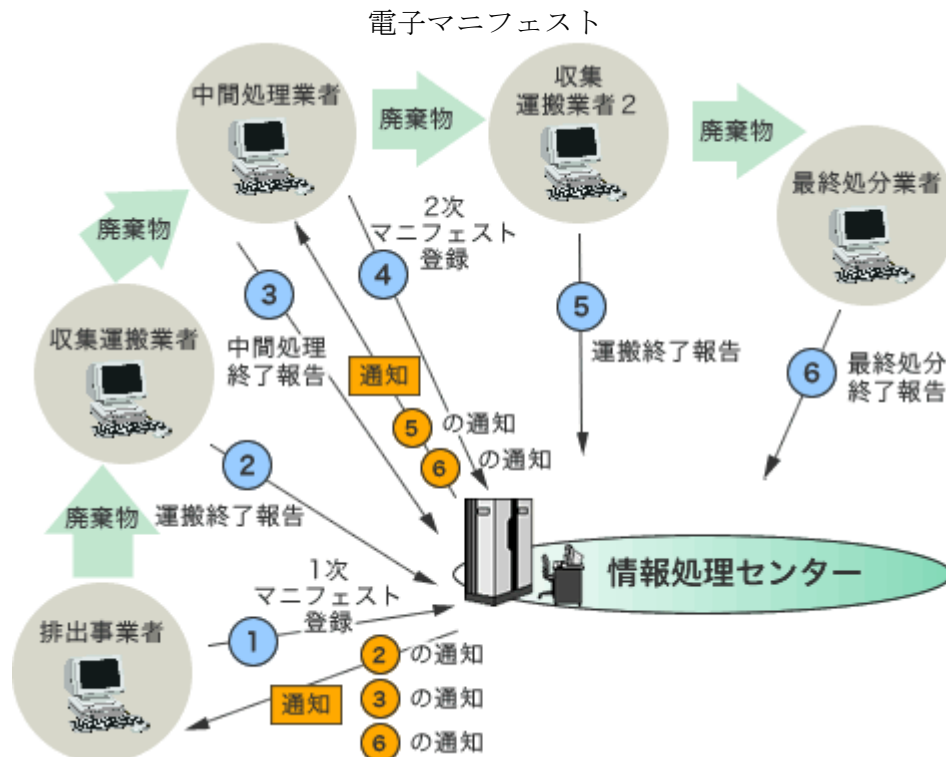 電子マニフェスト
中間処理業者
廃棄物
収集
運搬業者2
廃棄物
最終処分業者
廃棄物
2次
マニフェスト
登録
4
3
中間処理
終了報告
通知
5 の通知
6 の通知
5
運搬終了報告
6
最終処分
終了報告
収集運搬業者
2
運搬終了報告
廃棄物
1次
マニフェスト
登録
1
情報処理センター
排出事業者
通知
2 の通知
3 の通知
6 の通知